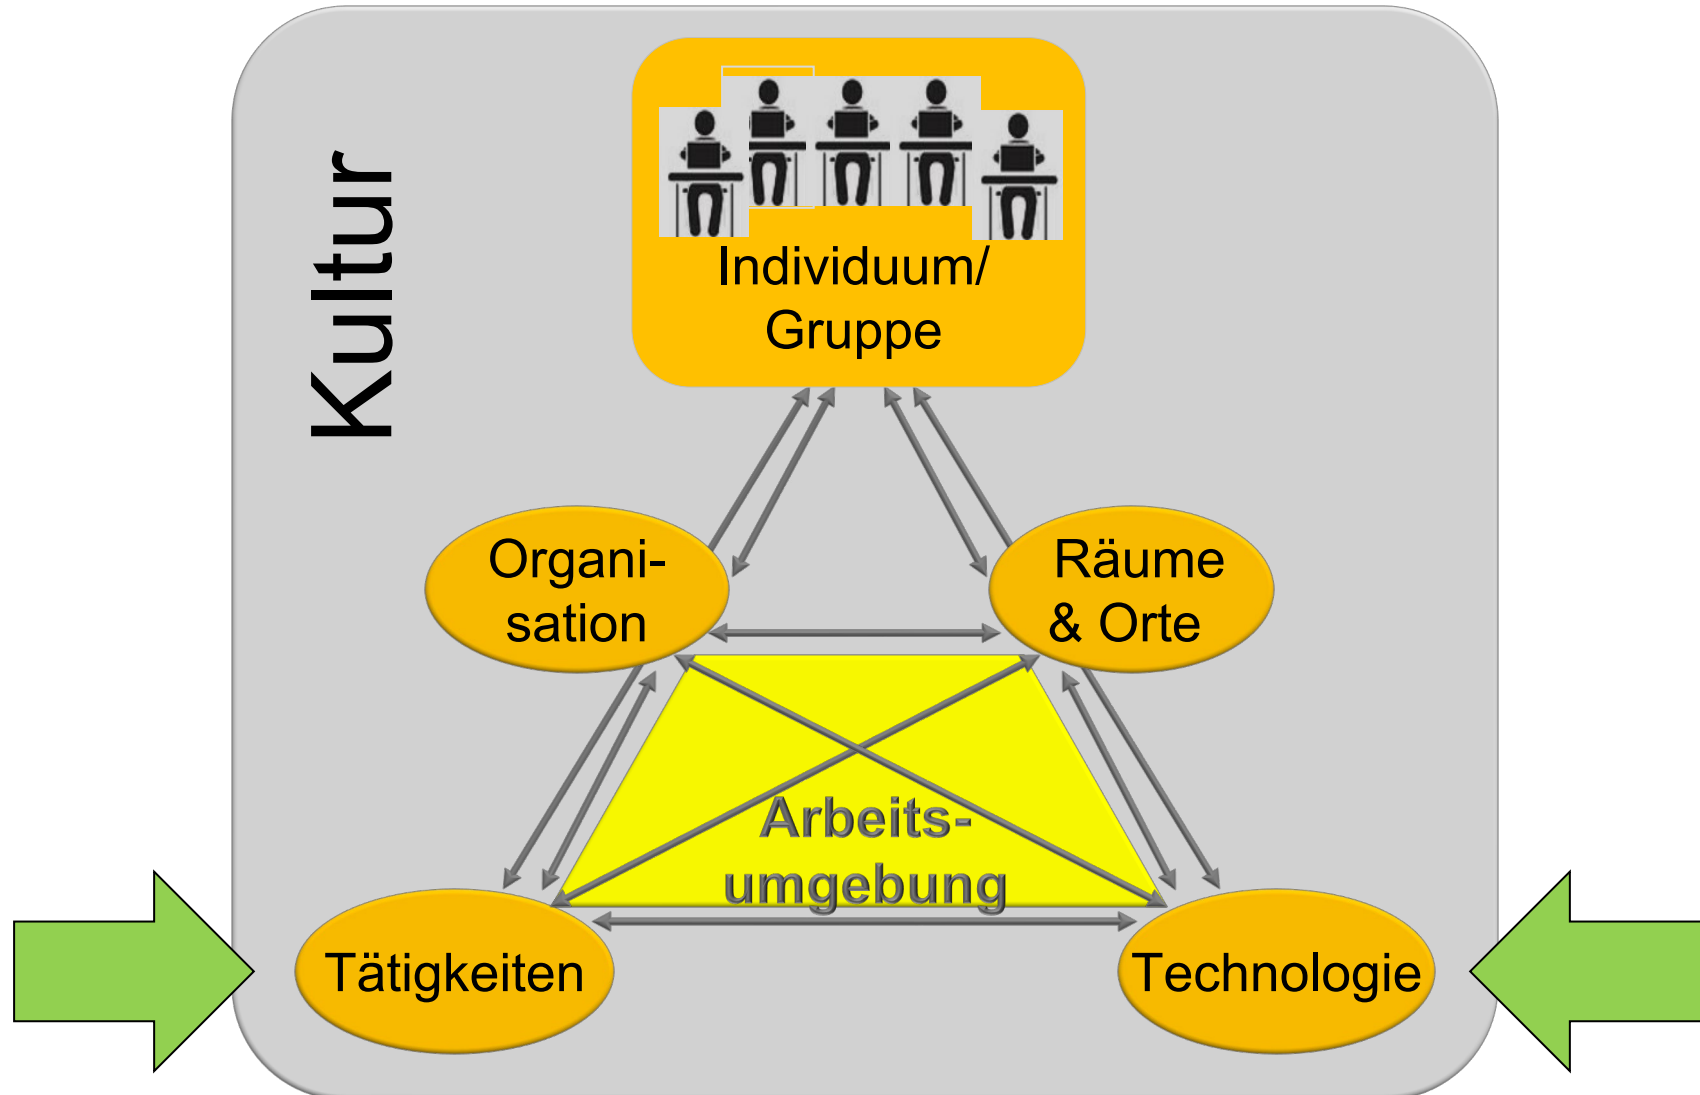 Kultur
Individuum/
Gruppe
Organi-
sation
Räume
& Orte
Arbeits-
umgebung
Tätigkeiten
Technologie